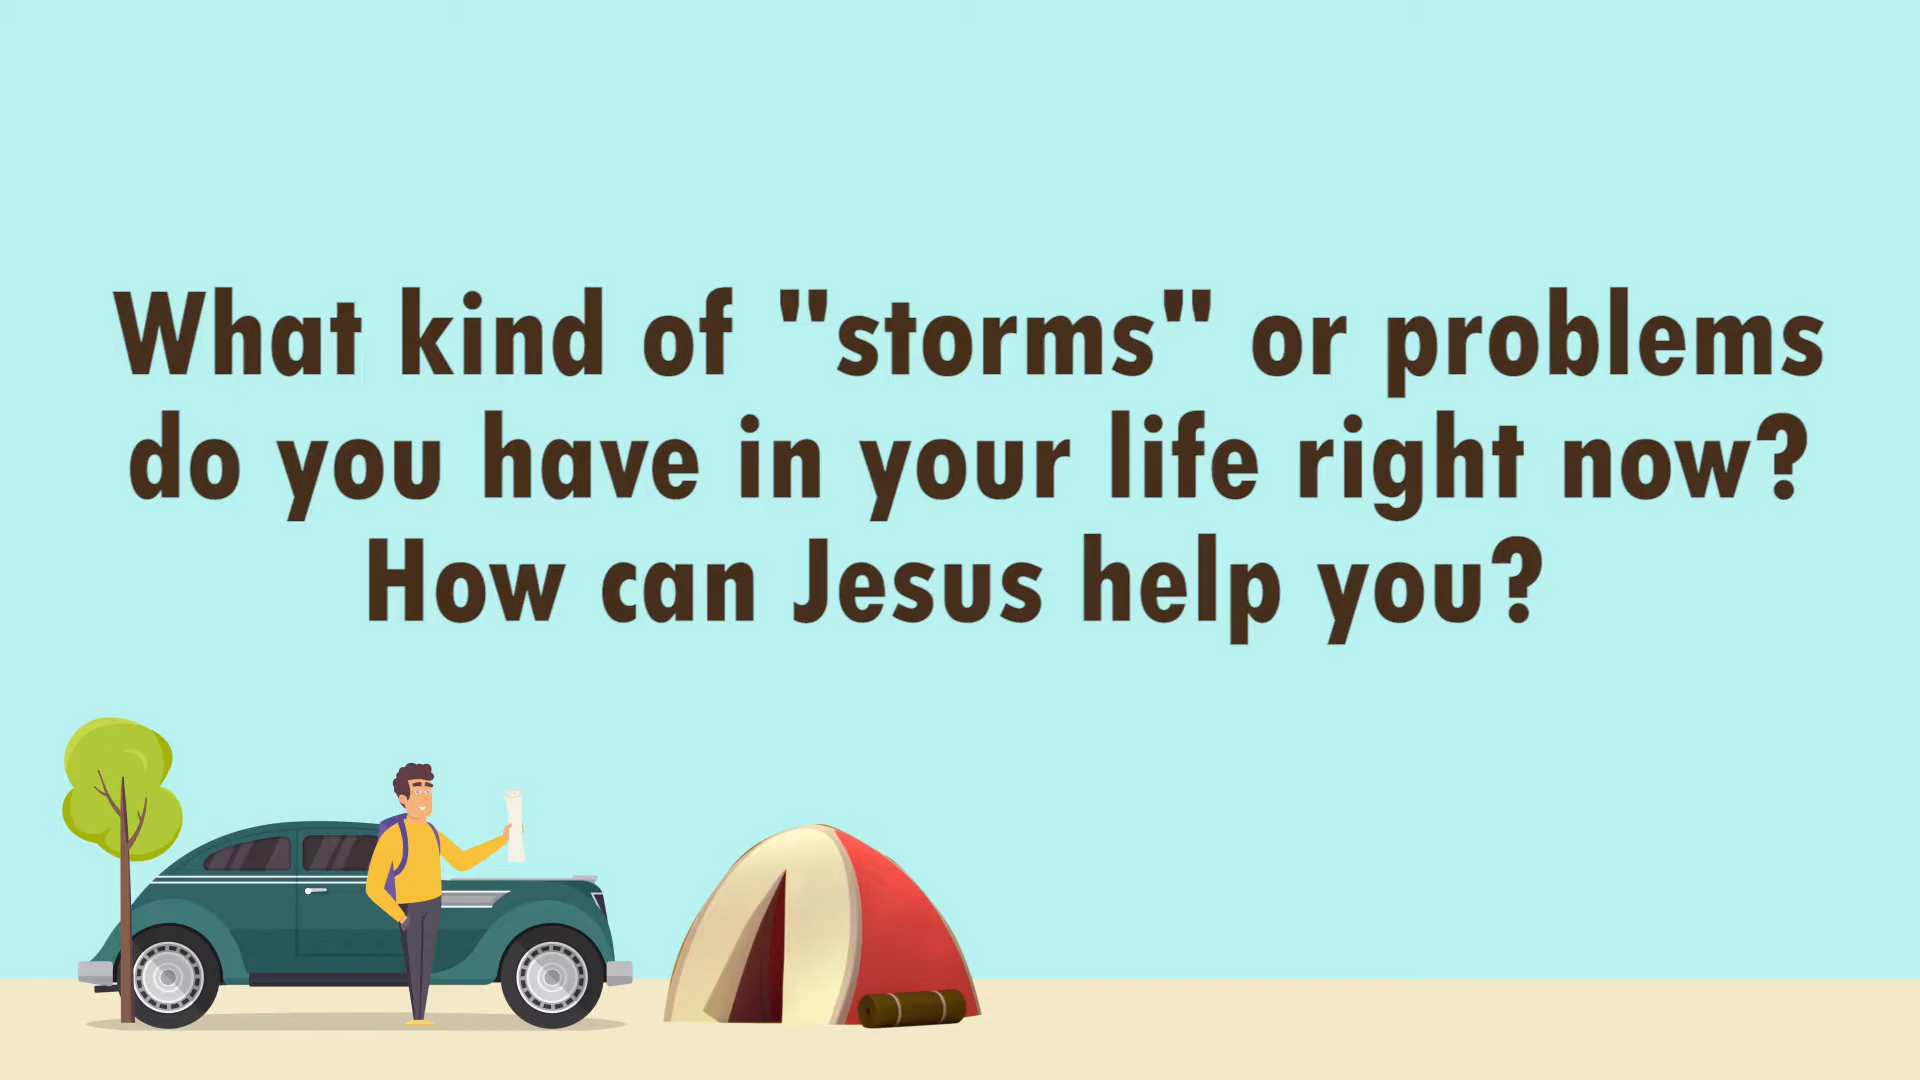 What kind of "storms" or problems
do you have in your life right now?
How can Jesus help you?